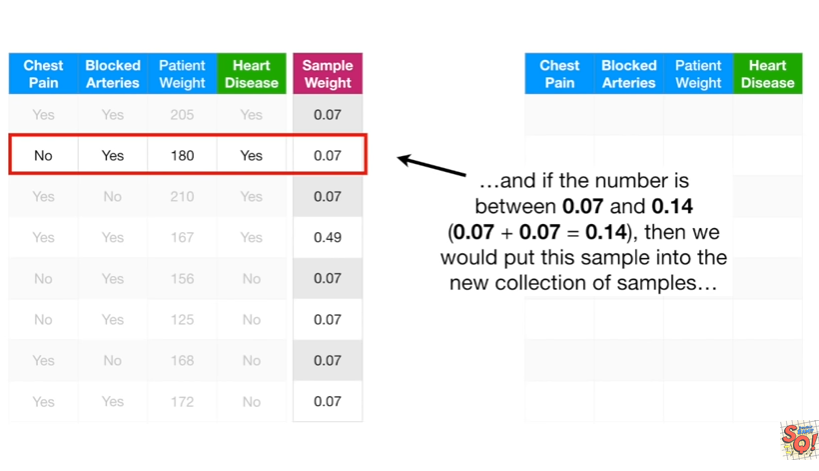 Chest Pain Blocked Arteries Patient Weight Heart Disease Sample Weight
Yes Yes 205 Yes 0.07
No Yes 180 Yes 0.07
Yes No 210 Yes 0.07
Yes Yes 167 Yes 0.49
No Yes 156 No 0.07
No Yes 125 No 0.07
Yes No 168 No 0.07
Yes Yes 172 No 0.07
Chest Pain Blocked Arteries Patient Weight Heart Disease
…and if the number is
between 0.07 and 0.14
(0.07 + 0.07 = 0.14), then we
would put this sample into the
new collection of samples…
SQ!